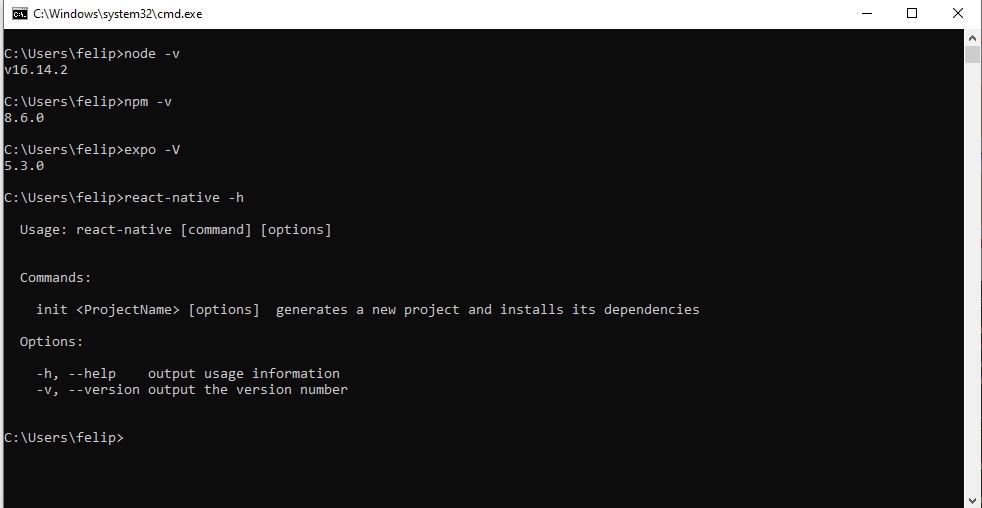 C:\Windows\system32\cmd.exe
C:\Users\felip>node -v
v16.14.2
C:\Users\felip>npm -v
8.6.0
C:\Users\felip>expo -V
5.3.0
C:\Users\felip>react-native -h
Usage: react-native [command] [options]
Commands:
init <ProjectName> [options]  generates a new project and installs its dependencies
Options:
-h, --help    output usage information
-v, --version output the version number
C:\Users\felip>